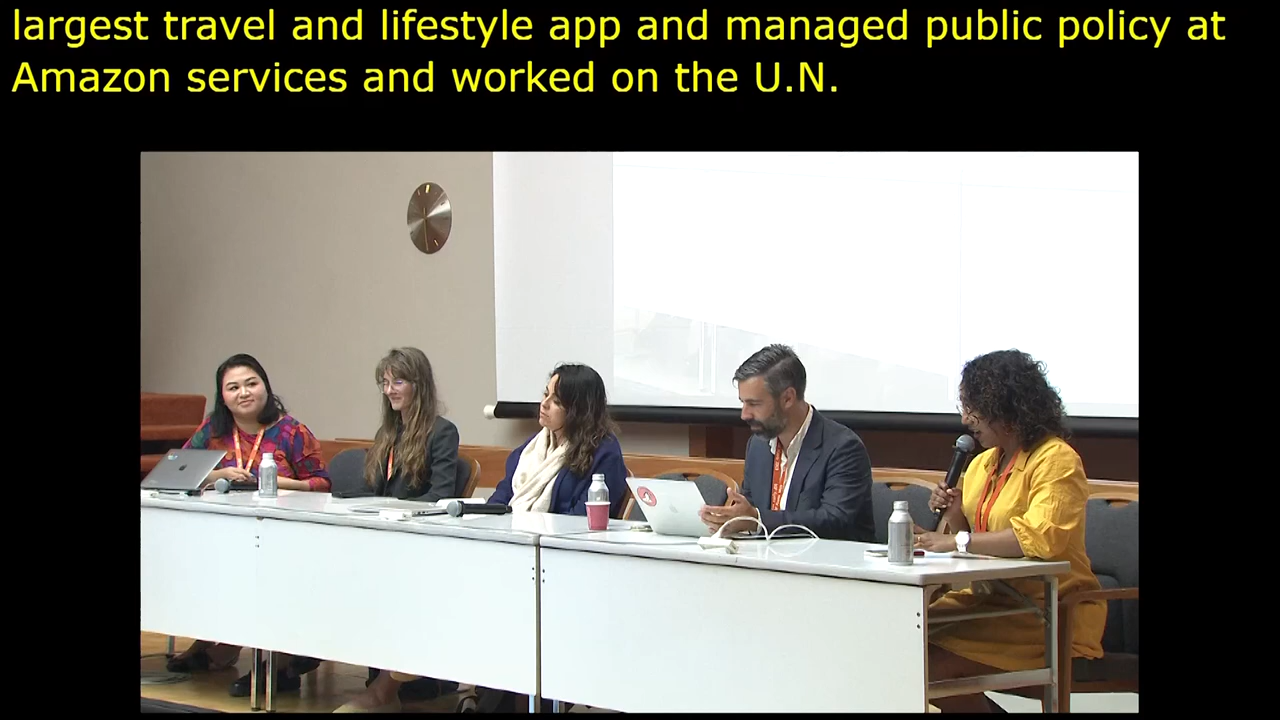 largest travel and lifestyle app and managed public policy at
Amazon services and worked on the U.N.